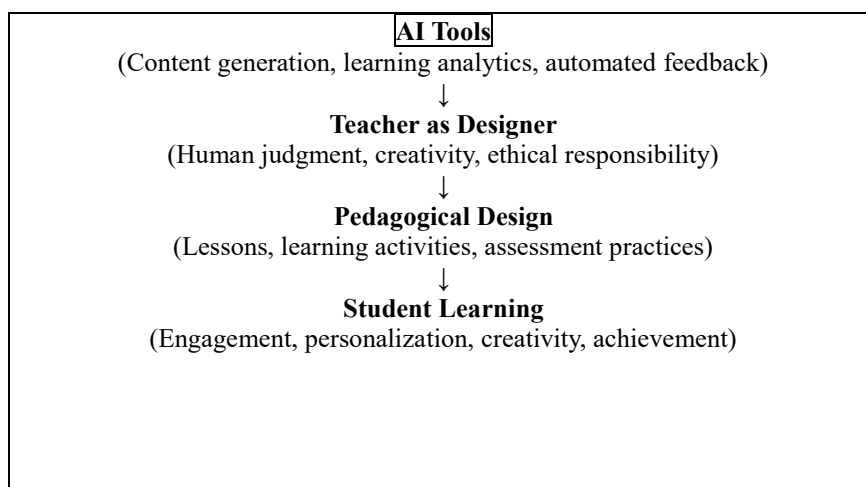 AI Tools
(Content generation, learning analytics, automated feedback)
↓
Teacher as Designer
(Human judgment, creativity, ethical responsibility)
↓
Pedagogical Design
(Lessons, learning activities, assessment practices)
↓
Student Learning
(Engagement, personalization, creativity, achievement)